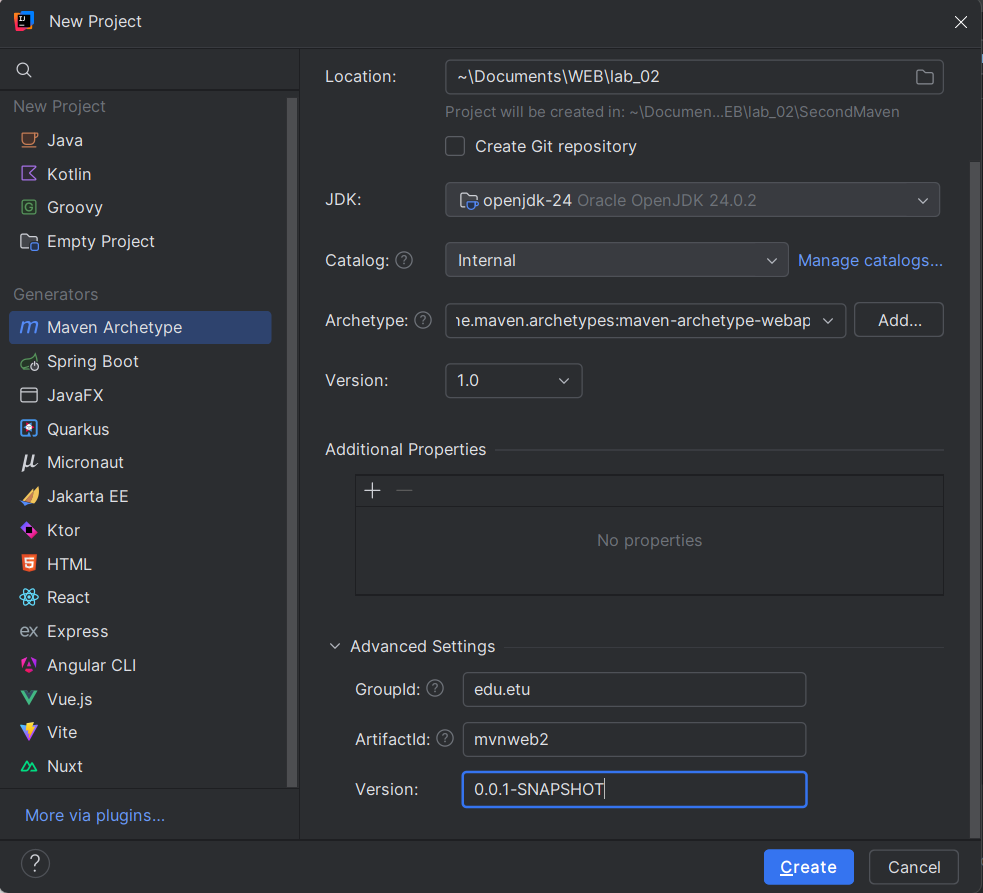 New Project
New Project
Java
Kotlin
Groovy
Empty Project
Generators
Maven Archetype
Spring Boot
JavaFX
Quarkus
Micronaut
Jakarta EE
Ktor
HTML
React
ex Express
Angular CLI
Vue.js
Vite
Nuxt
More via plugins...
Location: ~\Documents\WEB\lab_02
Project will be created in: ~\Documen...EB\lab_02\SecondMaven
Create Git repository
JDK: openjdk-24 Oracle OpenJDK 24.0.2
Catalog: ? Internal Manage catalogs...
Archetype: ? ne.maven.archetypes:maven-archetype-webap Add...
Version: 1.0
Additional Properties
No properties
Advanced Settings
GroupId: ? edu.etu
ArtifactId: ? mvnweb2
Version: 0.0.1-SNAPSHOT
? Create Cancel